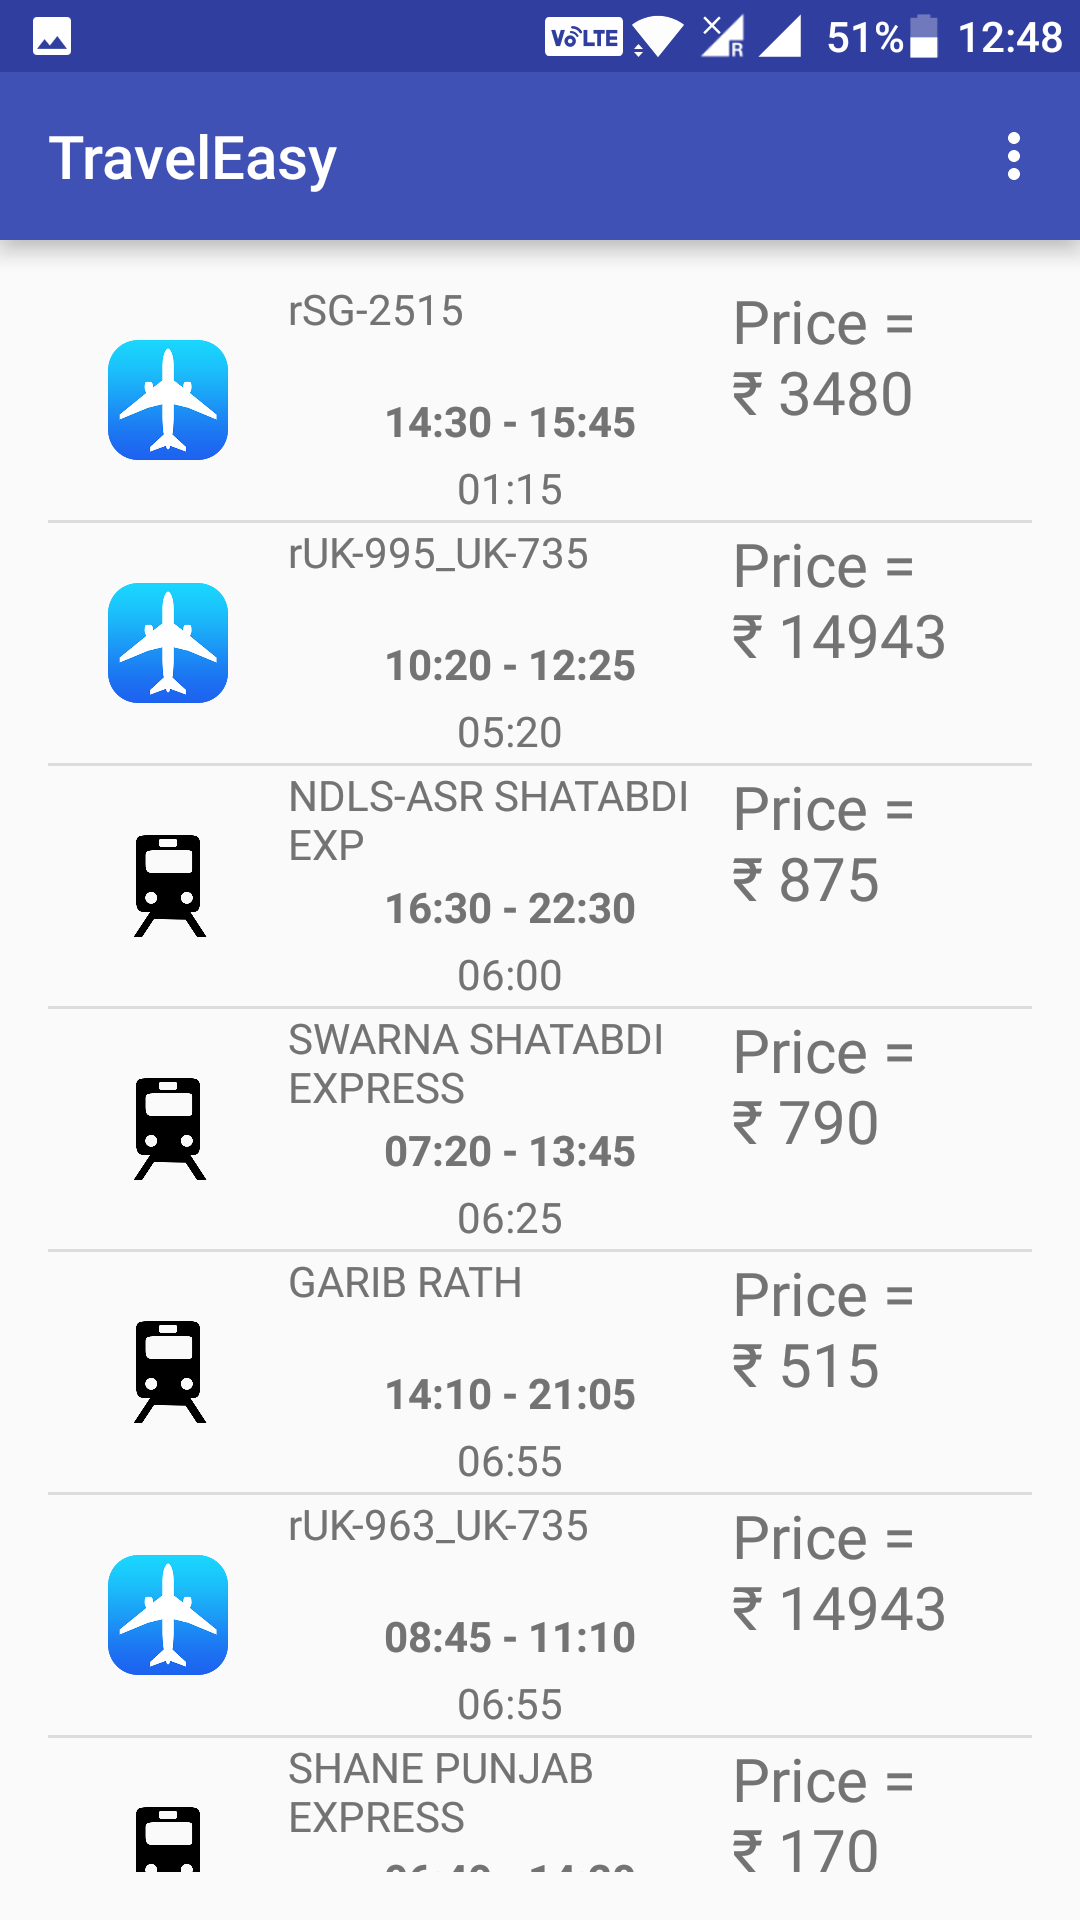 VoLTE R 51% 12:48
TravelEasy
rSG-2515
Price =
₹ 3480
14:30 - 15:45
01:15
rUK-995_UK-735
Price =
₹ 14943
10:20 - 12:25
05:20
NDLS-ASR SHATABDI
EXP
Price =
₹ 875
16:30 - 22:30
06:00
SWARNA SHATABDI
EXPRESS
Price =
₹ 790
07:20 - 13:45
06:25
GARIB RATH
Price =
₹ 515
14:10 - 21:05
06:55
rUK-963_UK-735
Price =
₹ 14943
08:45 - 11:10
06:55
SHANE PUNJAB
EXPRESS
Price =
₹ 170